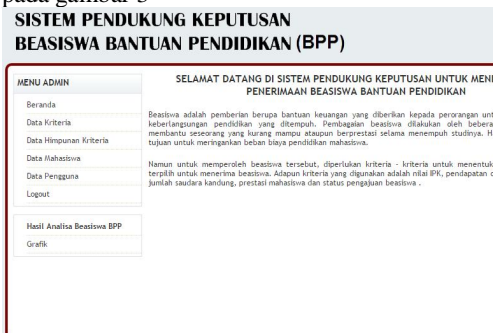 pada gambar 3
SISTEM PENDUKUNG KEPUTUSAN
BEASISWA BANTUAN PENDIDIKAN (BPP)
MENU ADMIN
Beranda
Data Kriteria
Data Himpunan Kriteria
Data Mahasiswa
Data Pengguna
Logout
Hasil Analisa Beasiswa BPP
Grafik
SELAMAT DATANG DI SISTEM PENDUKUNG KEPUTUSAN UNTUK
PENERIMAAN BEASISWA BANTUAN PENDIDIKAN
Beasiswa adalah pemberian berupa bantuan keuangan yang diberikan kepada perorangan
keberlangsungan pendidikan yang ditempuh. Pembagian beasiswa dilakukan oleh
membantu seseorang yang kurang mampu ataupun berprestasi selama menempuh studinya.
tujuan untuk meringankan beban biaya pendidikan mahasiswa.
Namun untuk memperoleh beasiswa tersebut, diperlukan kriteria - kriteria untuk
terpilih untuk menerima beasiswa. Adapun kriteria yang digunakan adalah nilai IPK, pendapatan
jumlah saudara kandung, prestasi mahasiswa dan status pengajuan beasiswa .